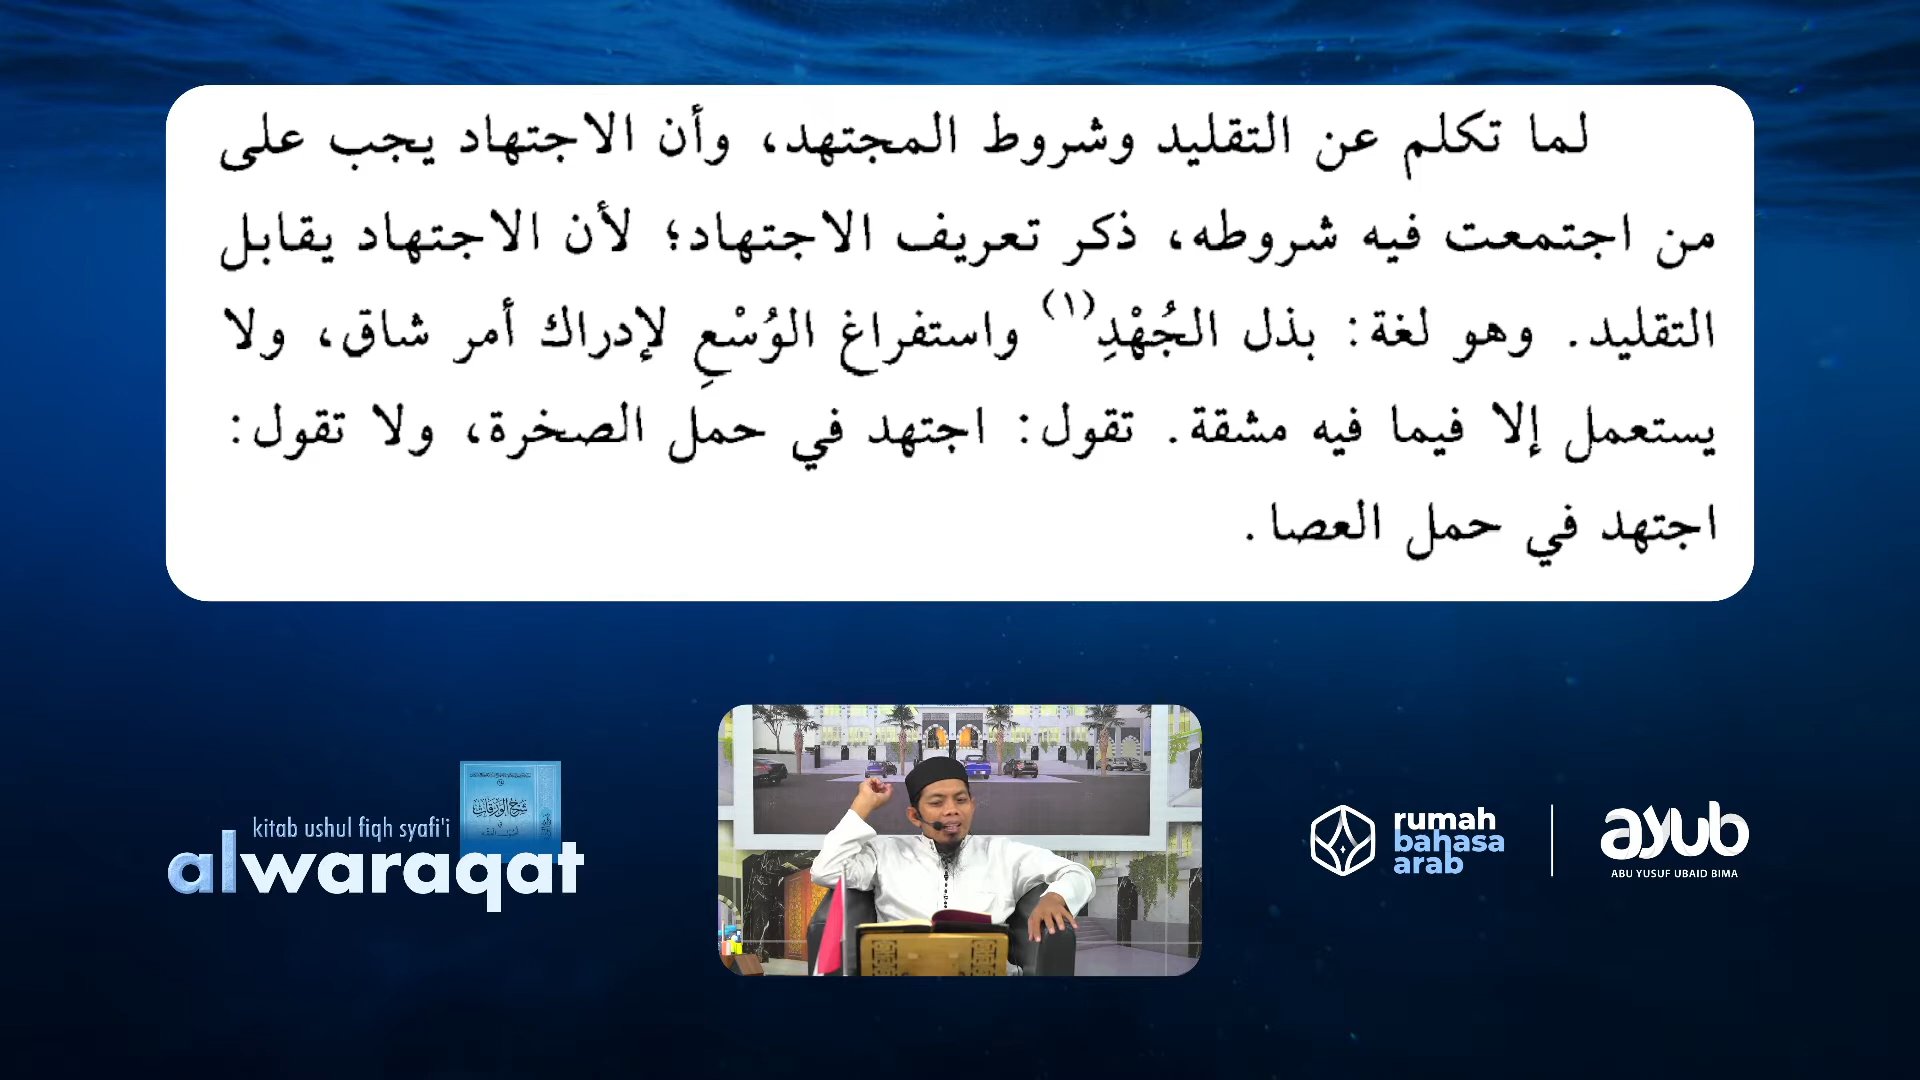 لما تكلم عن التقليد وشروط المجتهد، وأن الاجتهاد يجب على
من اجتمعت فيه شروطه، ذكر تعريف الاجتهاد؛ لأن الاجتهاد يقابل
التقليد. وهو لغة: بذل الجُهْدِ(١) واستفراغ الوُسْعِ لإدراك أمر شاق، ولا
يستعمل إلا فيما فيه مشقة. تقول: اجتهد في حمل الصخرة، ولا تقول:
اجتهد في حمل العصا.
kitab ushul fiqh syafi'i
alwaraqat
شرح الورقات
في
rumah
bahasa
arab
ayub
ABU YUSUF UBAID BIMA